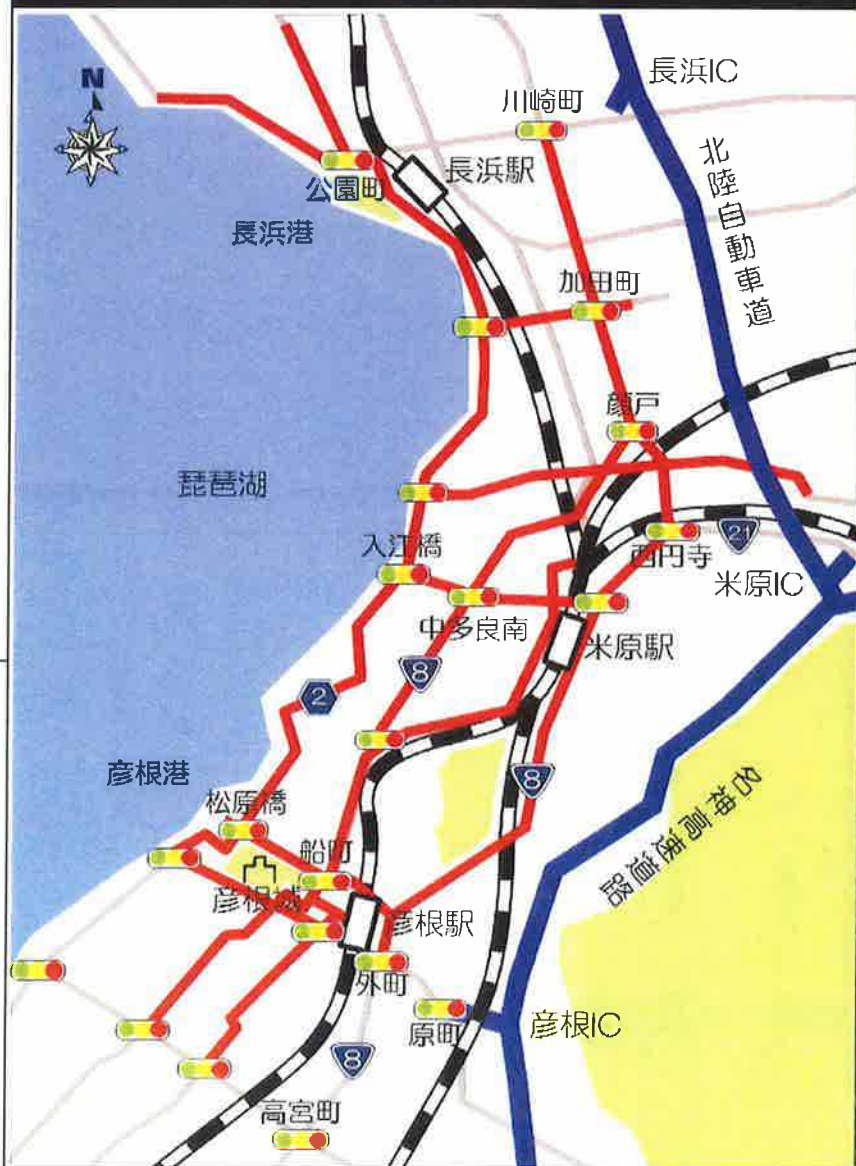 N
長浜IC
川崎町
北陸自動車道
長浜駅
公園町
長浜港
加田町
顔戸
琵琶湖
21
西円寺
入江橋
米原IC
中多良南
米原駅
8
2
彦根港
8
名神高速道路
松原橋
船町
彦根城
彦根駅
外町
原町
彦根IC
8
高宮町